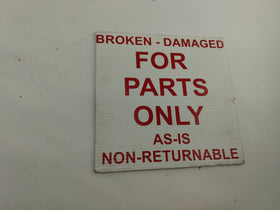 BROKEN - DAMAGED
FOR
PARTS
ONLY
AS-IS
NON-RETURNABLE